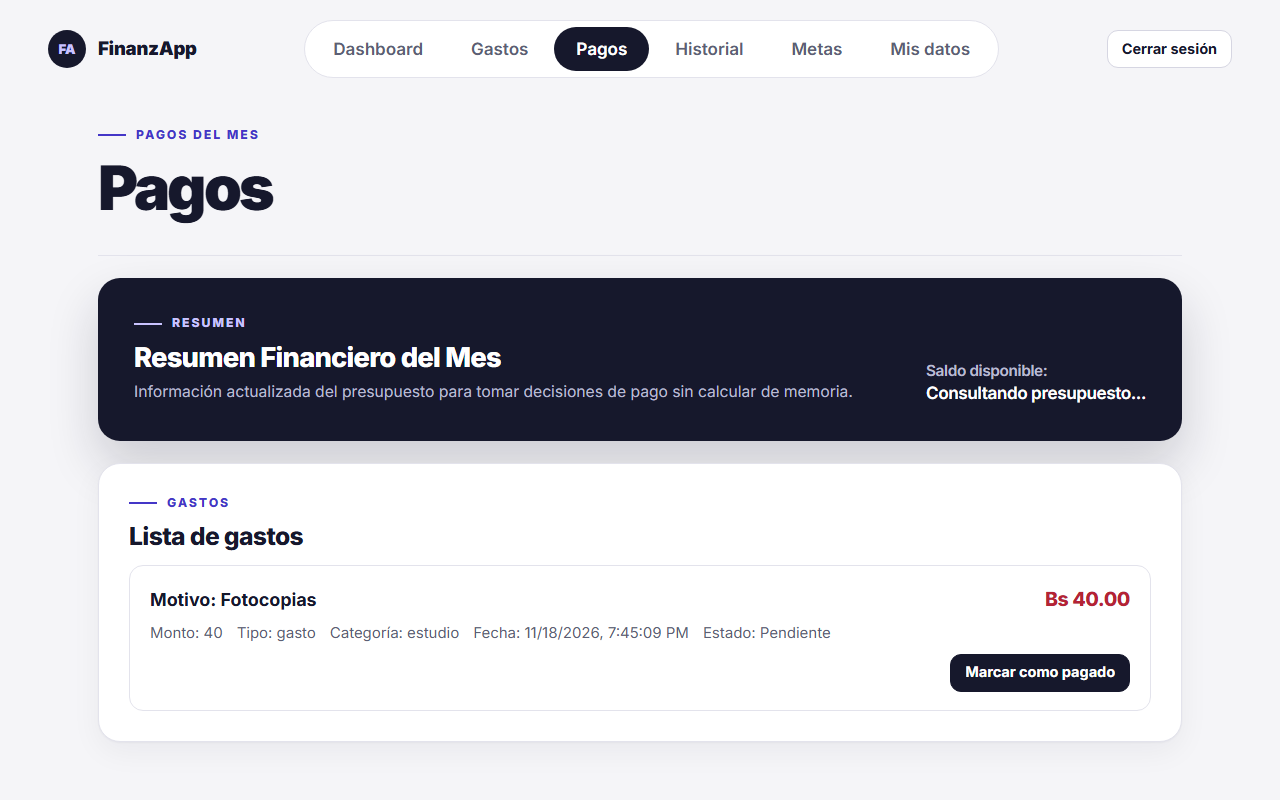 FA FinanzApp Dashboard Gastos Pagos Historial Metas Mis datos Cerrar sesión
PAGOS DEL MES
Pagos
RESUMEN
Resumen Financiero del Mes
Información actualizada del presupuesto para tomar decisiones de pago sin calcular de memoria.
Saldo disponible:
Consultando presupuesto...
GASTOS
Lista de gastos
Motivo: Fotocopias Bs 40.00
Monto: 40 Tipo: gasto Categoría: estudio Fecha: 11/18/2026, 7:45:09 PM Estado: Pendiente
Marcar como pagado